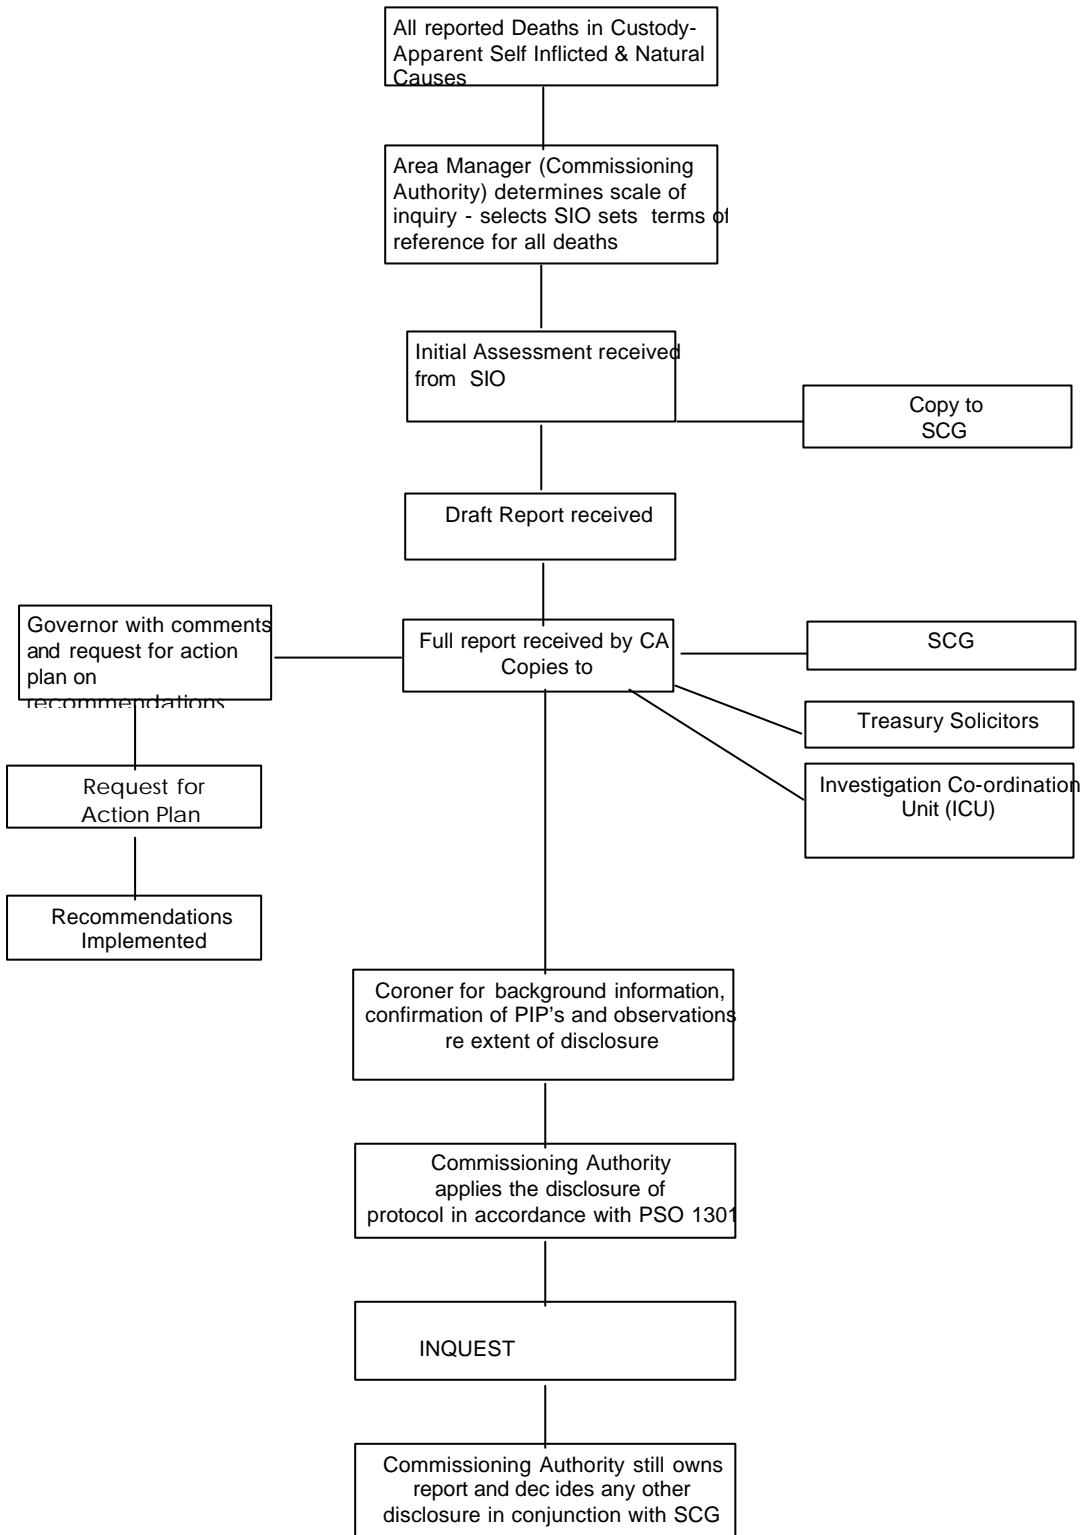 All reported Deaths in Custody-
Apparent Self Inflicted & Natural
Causes
Area Manager (Commissioning
Authority) determines scale of
inquiry - selects SIO sets terms of
reference for all deaths
Initial Assessment received
from SIO
Copy to
SCG
Draft Report received
Governor with comments
and request for action
plan on
recommendations
Full report received by CA
Copies to
SCG
Treasury Solicitors
Investigation Co-ordination
Unit (ICU)
Request for
Action Plan
Recommendations
Implemented
Coroner for background information,
confirmation of PIP's and observations
re extent of disclosure
Commissioning Authority
applies the disclosure of
protocol in accordance with PSO 1301
INQUEST
Commissioning Authority still owns
report and dec ides any other
disclosure in conjunction with SCG